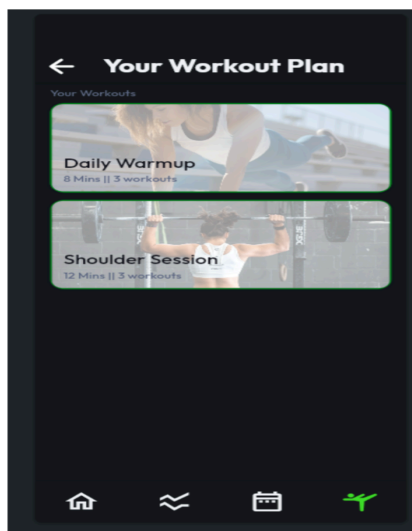 Your Workout Plan
Your Workouts
Daily Warmup
8 Mins || 3 workouts
Shoulder Session
12 Mins || 3 workouts